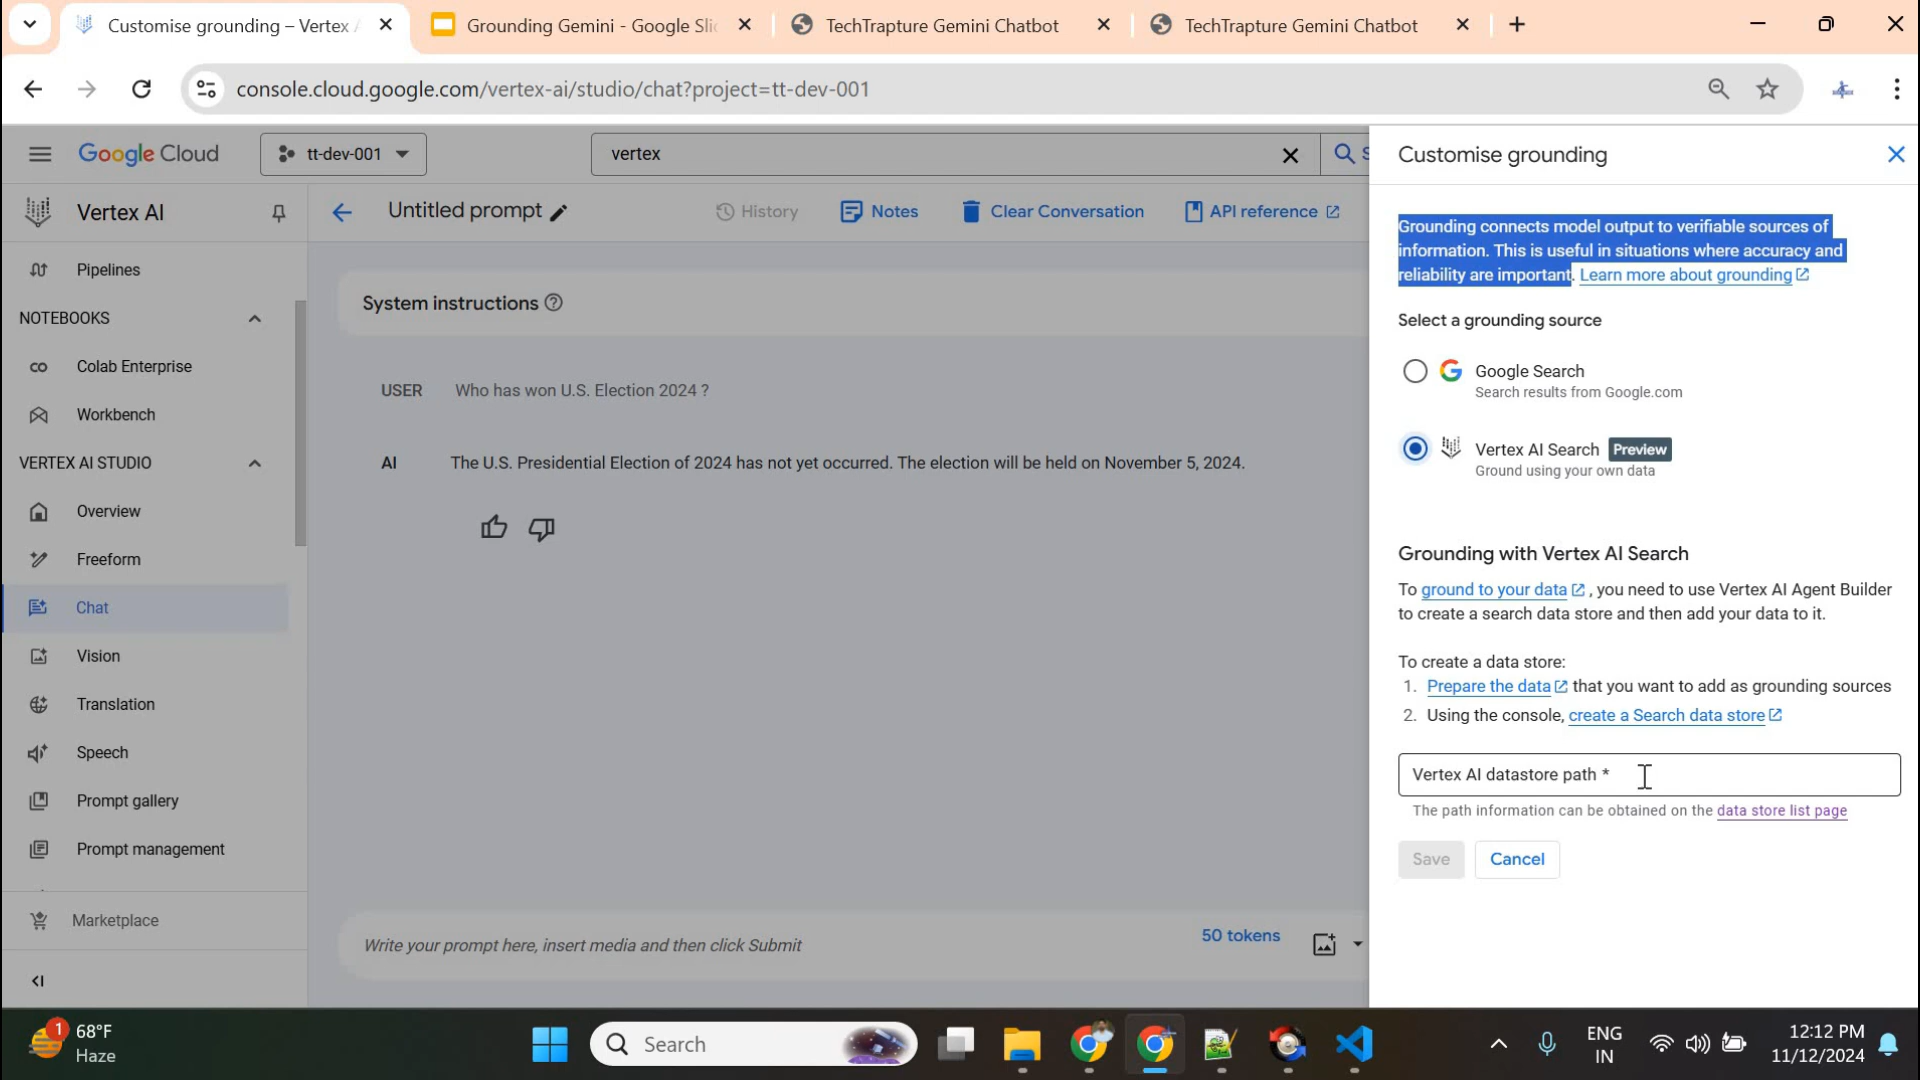 Customise grounding – Vertex A
Grounding Gemini - Google Slid
TechTrapture Gemini Chatbot
TechTrapture Gemini Chatbot
console.cloud.google.com/vertex-ai/studio/chat?project=tt-dev-001
Google Cloud
tt-dev-001
vertex
S
Customise grounding
Vertex AI
Untitled prompt
History
Notes
Clear Conversation
API reference
Grounding connects model output to verifiable sources of
information. This is useful in situations where accuracy and
reliability are important. Learn more about grounding
Pipelines
NOTEBOOKS
Colab Enterprise
Workbench
VERTEX AI STUDIO
Overview
Freeform
Chat
Vision
Translation
Speech
Prompt gallery
Prompt management
Marketplace
System instructions
USER Who has won U.S. Election 2024 ?
AI The U.S. Presidential Election of 2024 has not yet occurred. The election will be held on November 5, 2024.
Write your prompt here, insert media and then click Submit
50 tokens
Select a grounding source
Google Search
Search results from Google.com
Vertex AI Search Preview
Ground using your own data
Grounding with Vertex AI Search
To ground to your data , you need to use Vertex AI Agent Builder
to create a search data store and then add your data to it.
To create a data store:
1. Prepare the data that you want to add as grounding sources
2. Using the console, create a Search data store
Vertex AI datastore path *
The path information can be obtained on the data store list page
Save
Cancel
1
68°F
Haze
Search
ENG
IN
12:12 PM
11/12/2024